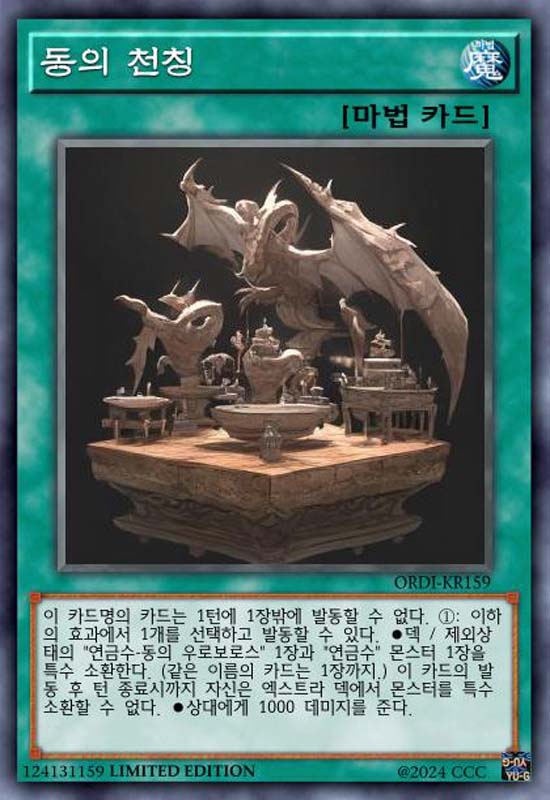 동의 천칭
마법
魔
[마법 카드]
ORDI-KR159
이 카드명의 카드는 1턴에 1장밖에 발동할 수 없다. ①: 이하
의 효과에서 1개를 선택하고 발동할 수 있다. ●덱 / 제외상
태의 "연금수-동의 우로보로스" 1장과 "연금수" 몬스터 1장을
특수 소환한다. (같은 이름의 카드는 1장까지.) 이 카드의 발
동 후 턴 종료시까지 자신은 엑스트라 덱에서 몬스터를 특수
소환할 수 없다. ●상대에게 1000 데미지를 준다.
124131159 LIMITED EDITION
@2024 CCC
YU-G